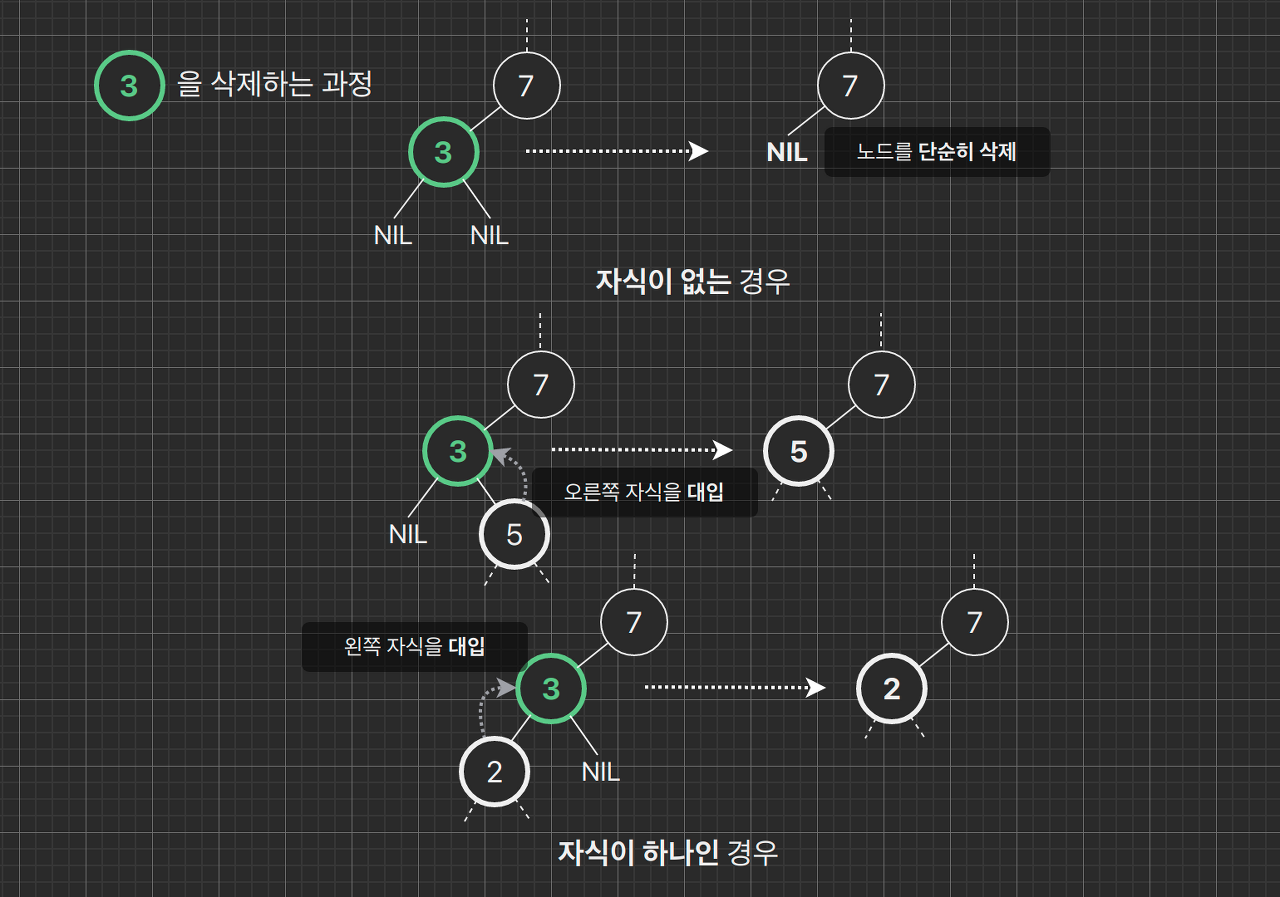 3 을 삭제하는 과정
7
3
NIL NIL
7
NIL
노드를 단순히 삭제
자식이 없는 경우
7
3
NIL
5
오른쪽 자식을 대입
7
5
왼쪽 자식을 대입
7
3
2
NIL
7
2
자식이 하나인 경우